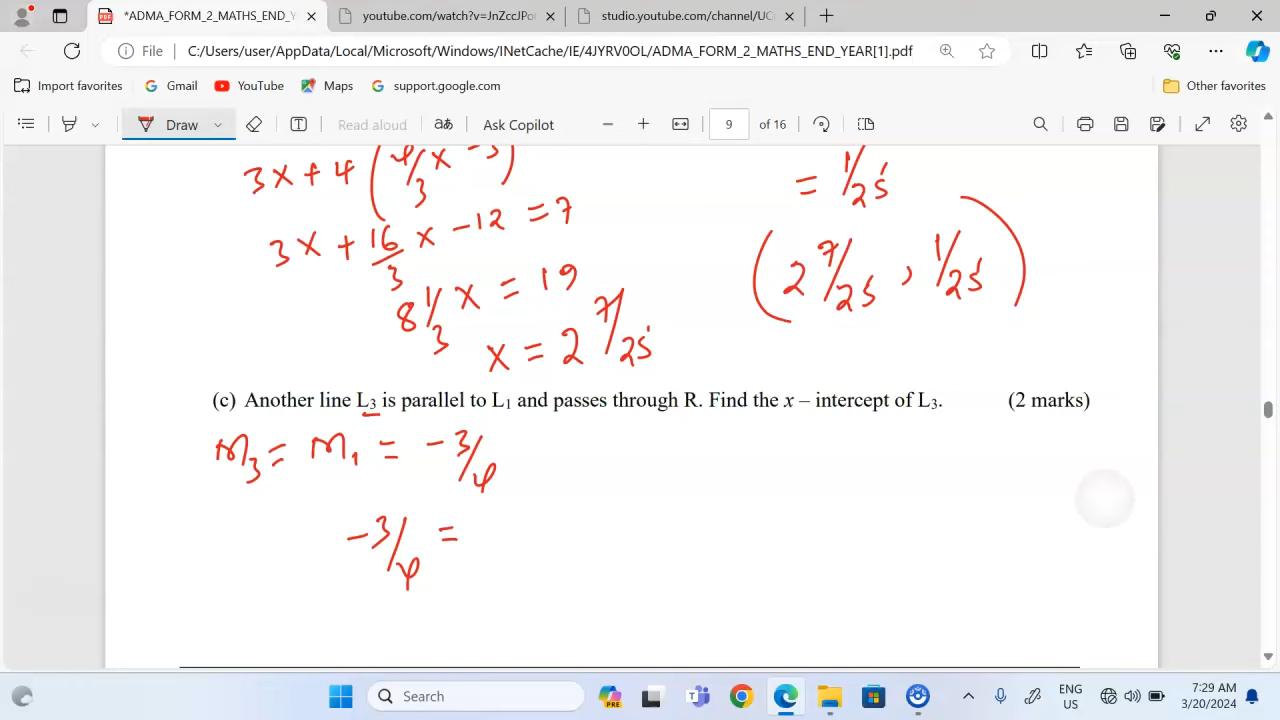 *ADMA_FORM_2_MATHS_END_YE
youtube.com/watch?v=JnZccJPo
studio.youtube.com/channel/UC
File
C:/Users/user/AppData/Local/Microsoft/Windows/INetCache/IE/4JYRV0OL/ADMA_FORM_2_MATHS_END_YEAR[1].pdf
Import favorites
Gmail
YouTube
Maps
support.google.com
Other favorites
Draw
Read aloud
aあ
Ask Copilot
9 of 16
3x + 4 (4/3 x - 3)
3x + 16/3 x - 12 = 7
8 1/3 x = 19
x = 2 7/25
= 1/25
(2 7/25 , 1/25)
(c) Another line L₃ is parallel to L₁ and passes through R. Find the x – intercept of L₃. (2 marks)
M₃ = M₁ = - 3/4
- 3/4 =
Search
PRE
ENG
US
7:29 AM
3/20/2024